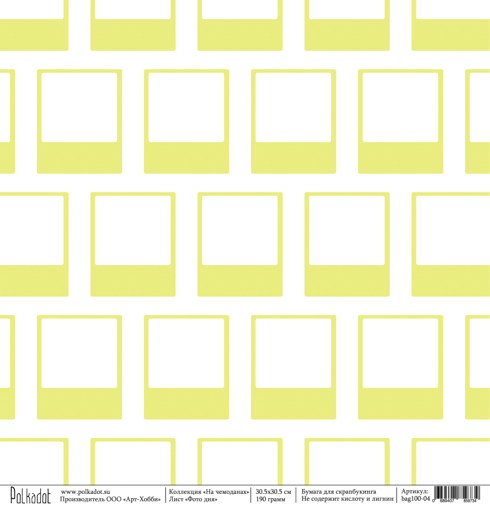 Polkadot
www.polkadot.su
Производитель ООО «Арт-Хобби»
Коллекция «На чемоданах»
Лист «Фото дня»
30.5х30.5 см
190 грамм
Бумага для скрапбукинга
Не содержит кислоту и лигнин
Артикул:
bag100-04